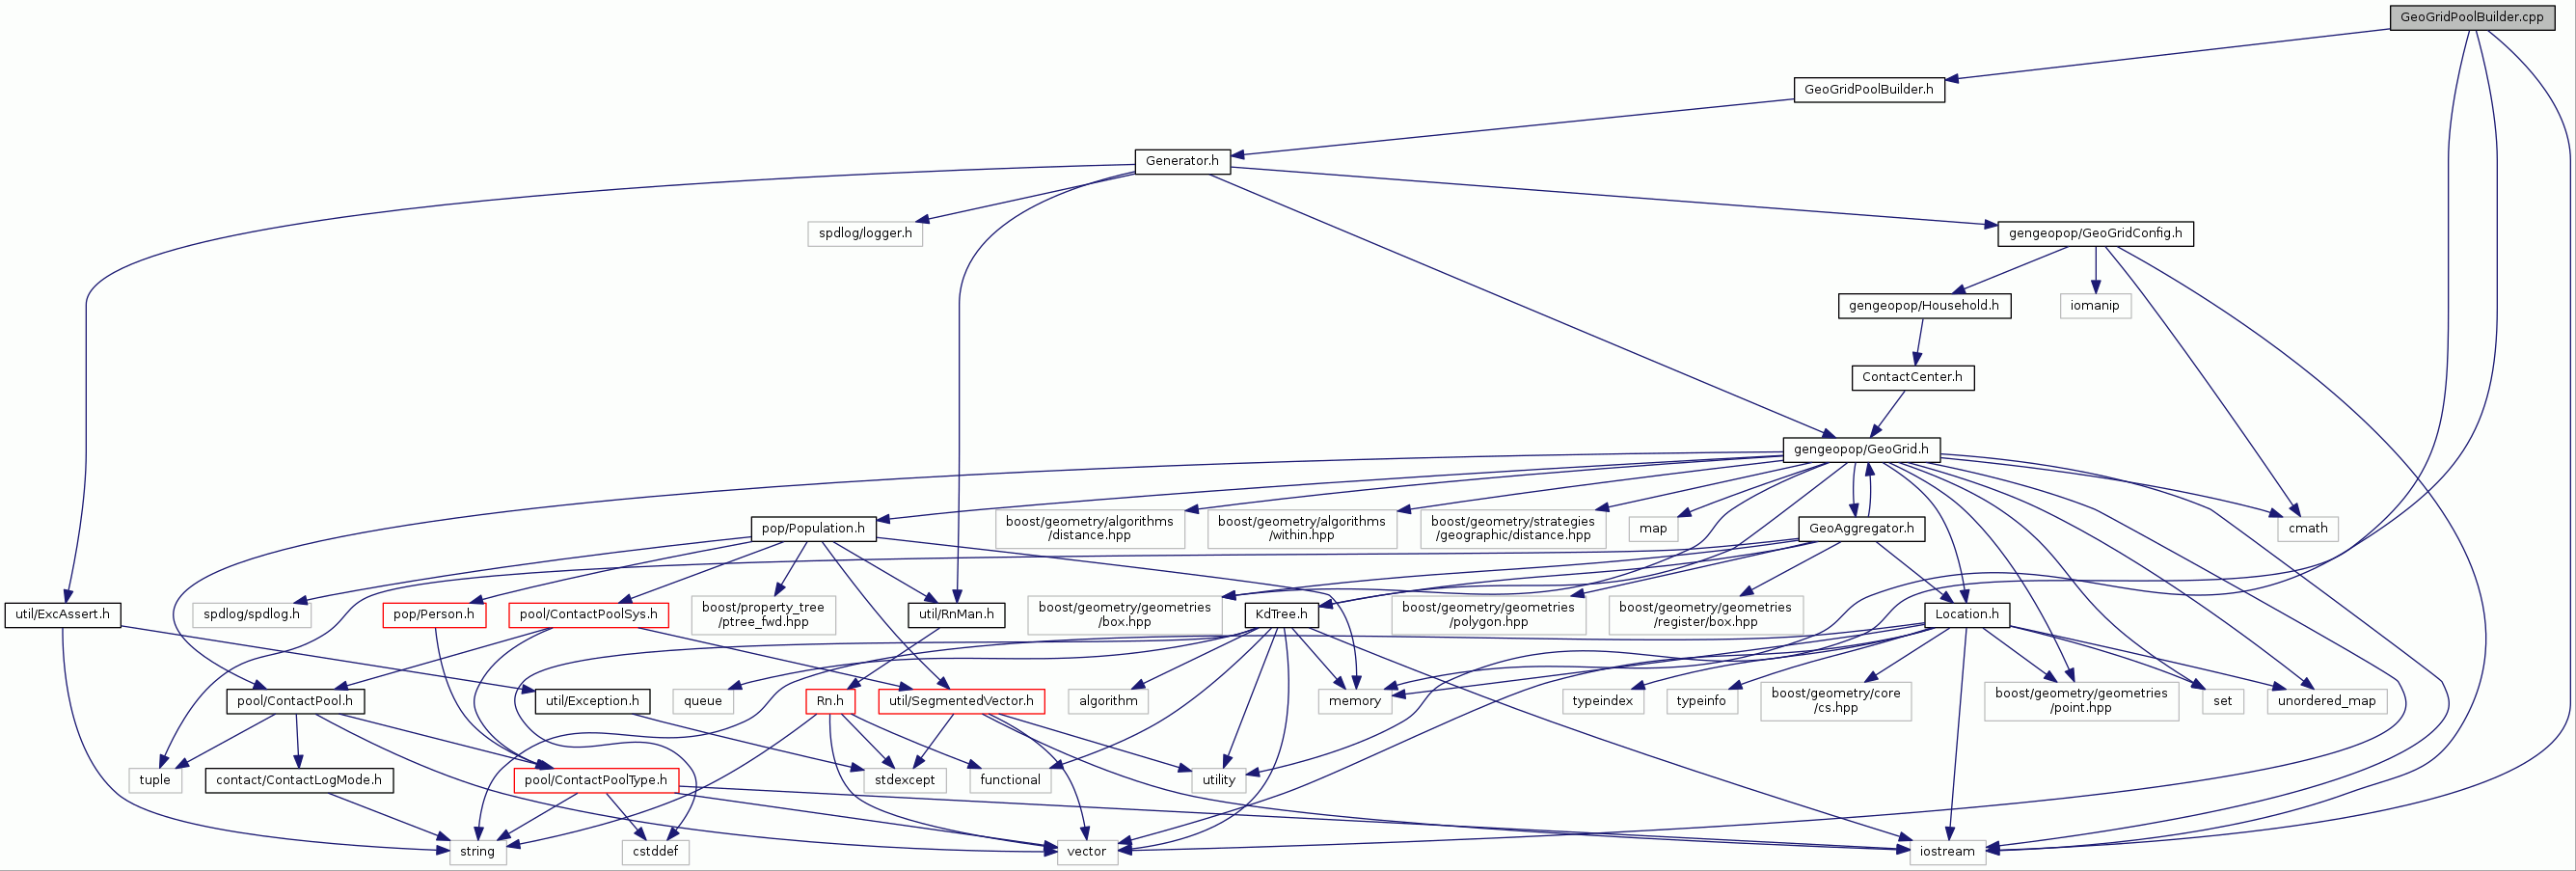 GeoGridPoolBuilder.cpp
GeoGridPoolBuilder.h
Generator.h
spdlog/logger.h
gengeopop/GeoGridConfig.h
gengeopop/Household.h
iomanip
ContactCenter.h
gengeopop/GeoGrid.h
pop/Population.h
boost/geometry/algorithms
/distance.hpp
boost/geometry/algorithms
/within.hpp
boost/geometry/strategies
/geographic/distance.hpp
map
GeoAggregator.h
cmath
util/ExcAssert.h
spdlog/spdlog.h
pop/Person.h
pool/ContactPoolSys.h
boost/property_tree
/ptree_fwd.hpp
util/RnMan.h
boost/geometry/geometries
/box.hpp
KdTree.h
boost/geometry/geometries
/polygon.hpp
boost/geometry/geometries
/register/box.hpp
Location.h
pool/ContactPool.h
util/Exception.h
queue
Rn.h
util/SegmentedVector.h
algorithm
memory
typeindex
typeinfo
boost/geometry/core
/cs.hpp
boost/geometry/geometries
/point.hpp
set
unordered_map
tuple
contact/ContactLogMode.h
pool/ContactPoolType.h
stdexcept
functional
utility
string
cstddef
vector
iostream